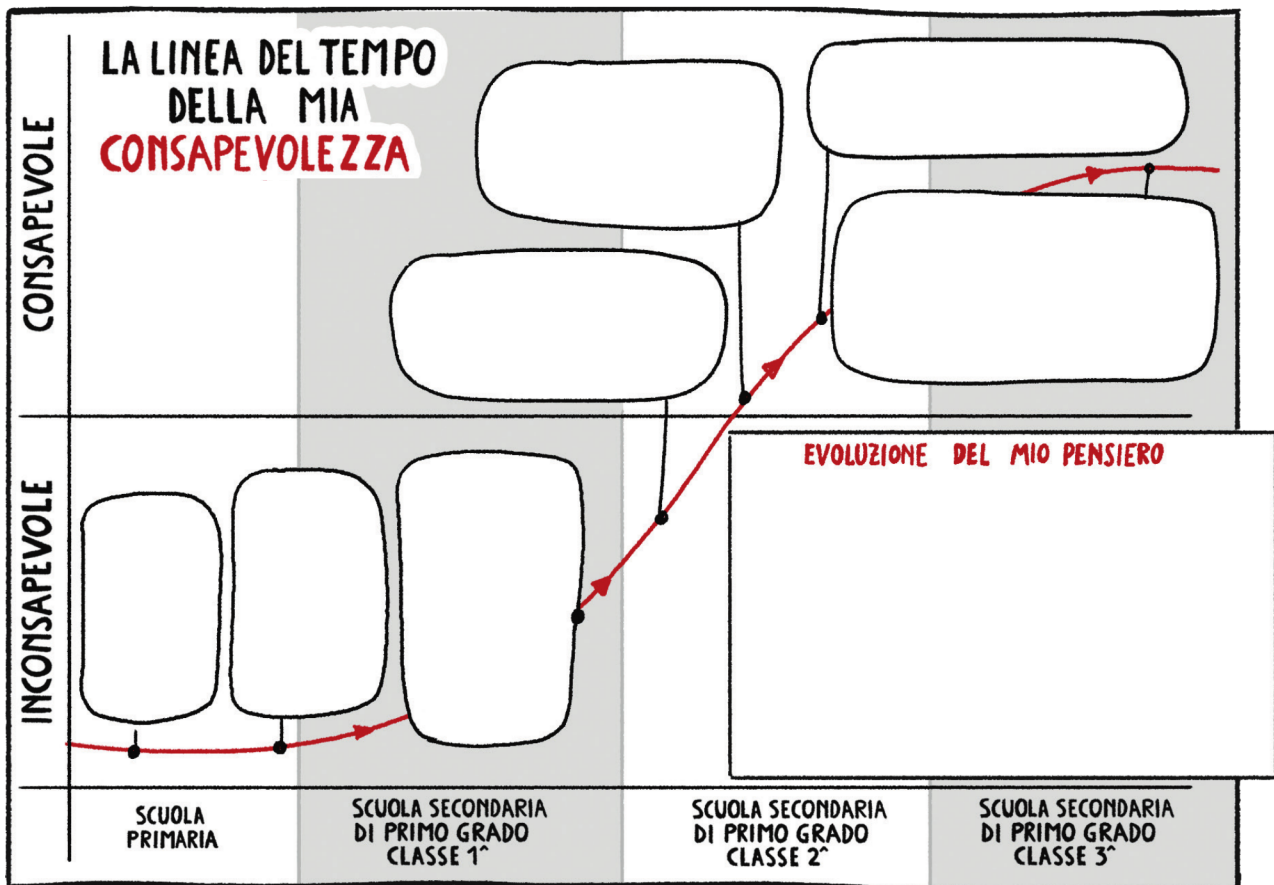 LA LINEA DEL TEMPO
DELLA MIA
CONSAPEVOLEZZA
CONSAPEVOLE
INCONSAPEVOLE
EVOLUZIONE DEL MIO PENSIERO
SCUOLA
PRIMARIA
SCUOLA SECONDARIA
DI PRIMO GRADO
CLASSE 1^
SCUOLA SECONDARIA
DI PRIMO GRADO
CLASSE 2^
SCUOLA SECONDARIA
DI PRIMO GRADO
CLASSE 3^